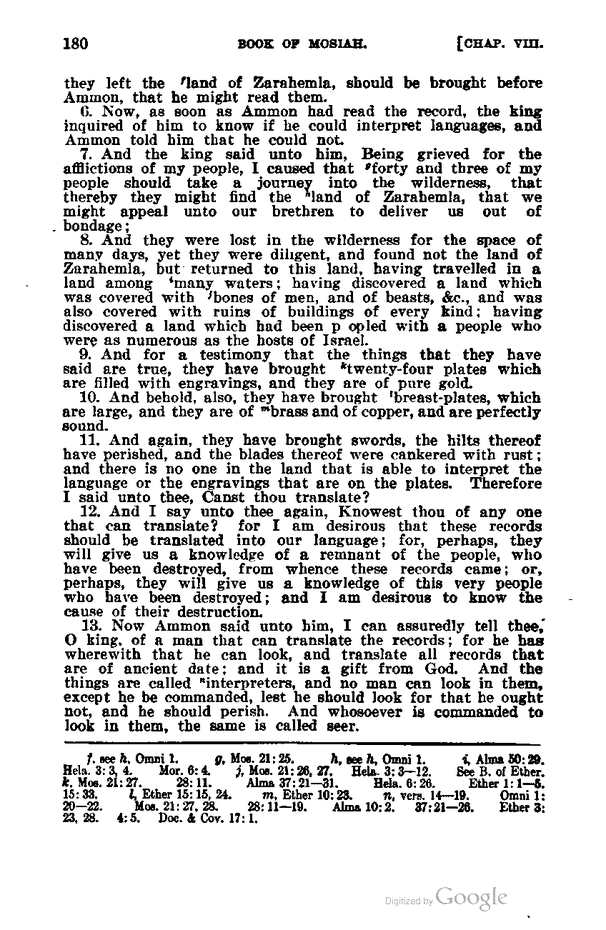 180 BOOK OF MOSIAH. [CHAP. VIII.
they left the ᶠland of Zarahemla, should be brought before
Ammon, that he might read them.
6. Now, as soon as Ammon had read the record, the king
inquired of him to know if he could interpret languages, and
Ammon told him that he could not.
7. And the king said unto him, Being grieved for the
afflictions of my people, I caused that ᵍforty and three of my
people should take a journey into the wilderness, that
thereby they might find the ʰland of Zarahemla, that we
might appeal unto our brethren to deliver us out of
bondage;
8. And they were lost in the wilderness for the space of
many days, yet they were diligent, and found not the land of
Zarahemla, but returned to this land, having travelled in a
land among ⁱmany waters; having discovered a land which
was covered with ʲbones of men, and of beasts, &c., and was
also covered with ruins of buildings of every kind; having
discovered a land which had been p opled with a people who
were as numerous as the hosts of Israel.
9. And for a testimony that the things that they have
said are true, they have brought ᵏtwenty-four plates which
are filled with engravings, and they are of pure gold.
10. And behold, also, they have brought ˡbreast-plates, which
are large, and they are of ᵐbrass and of copper, and are perfectly
sound.
11. And again, they have brought swords, the hilts thereof
have perished, and the blades thereof were cankered with rust;
and there is no one in the land that is able to interpret the
language or the engravings that are on the plates. Therefore
I said unto thee, Canst thou translate?
12. And I say unto thee again, Knowest thou of any one
that can translate? for I am desirous that these records
should be translated into our language; for, perhaps, they
will give us a knowledge of a remnant of the people, who
have been destroyed, from whence these records came; or,
perhaps, they will give us a knowledge of this very people
who have been destroyed; and I am desirous to know the
cause of their destruction.
13. Now Ammon said unto him, I can assuredly tell thee,
O king, of a man that can translate the records; for he has
wherewith that he can look, and translate all records that
are of ancient date; and it is a gift from God. And the
things are called ⁿinterpreters, and no man can look in them,
except he be commanded, lest he should look for that he ought
not, and he should perish. And whosoever is commanded to
look in them, the same is called seer.
f, see h, Omni 1. g, Mos. 21:25. h, see h, Omni 1. i, Alma 50:29.
Hela. 3:3, 4. Mor. 6:4. j, Mos. 21:26, 27. Hela. 3:3—12. See B. of Ether.
k, Mos. 21:27. 28:11. Alma 37:21—31. Hela. 6:26. Ether 1:1—5.
15:33. l, Ether 15:15, 24. m, Ether 10:23. n, vers. 14—19. Omni 1:
20—22. Mos. 21:27, 28. 28:11—19. Alma 10:2. 37:21—26. Ether 3:
23, 28. 4:5. Doc. & Cov. 17:1.
Digitized by Google